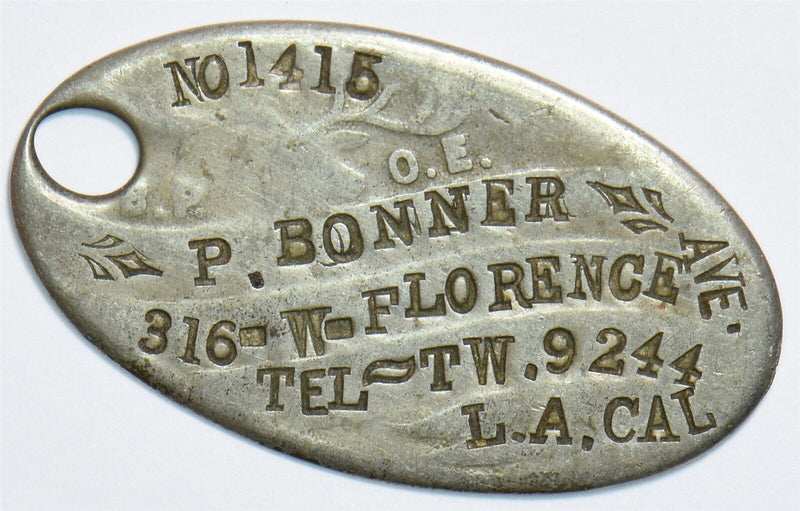 NO 1415
O.E.
B.P.
P. BONNER
316-W-FLORENCE AVE.
TEL~TW.9244
L.A, CAL